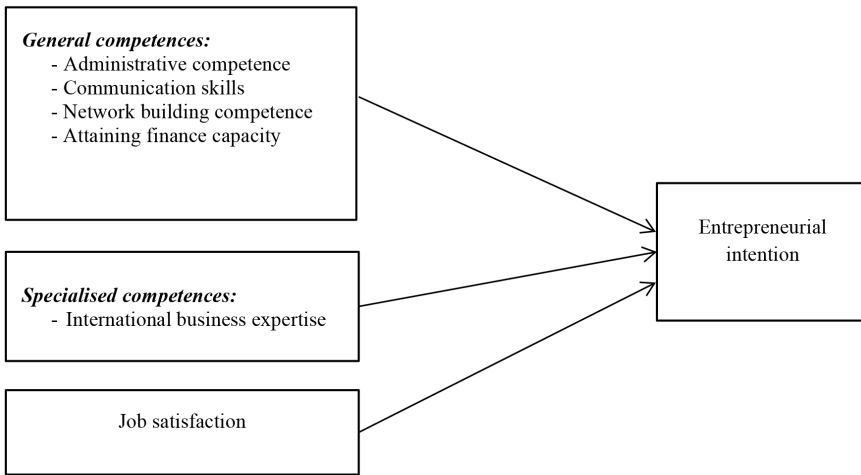 General competences:
- Administrative competence
- Communication skills
- Network building competence
- Attaining finance capacity
Specialised competences:
- International business expertise
Job satisfaction
Entrepreneurial
intention